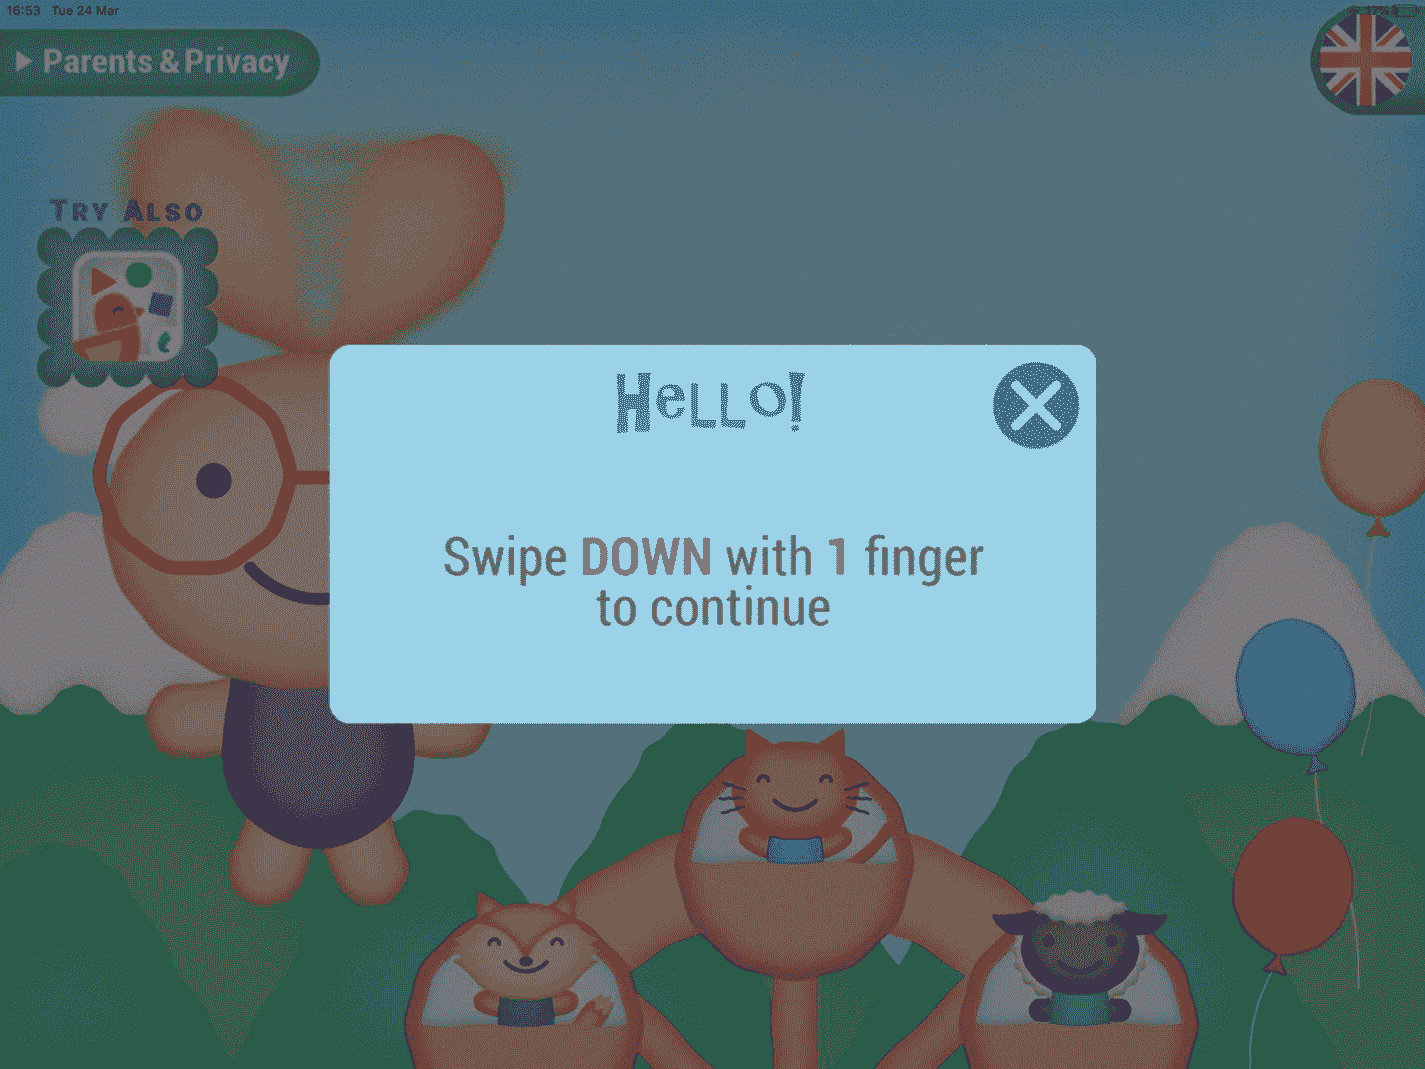 16:53 Tue 24 Mar
Parents & Privacy
TRY ALSO
HELLO!
Swipe DOWN with 1 finger
to continue